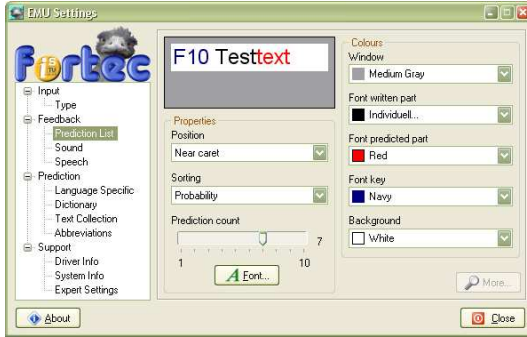 EMU Settings
Fortec
is
TU
Input
Type
Feedback
Prediction List
Sound
Speech
Prediction
Language Specific
Dictionary
Text Collection
Abbreviations
Support
Driver Info
System Info
Expert Settings
F10 Testtext
Properties
Position
Near caret
Sorting
Probability
Prediction count
7
1 10
A Font...
Colours
Window
Medium Gray
Font written part
Individuell...
Font predicted part
Red
Font key
Navy
Background
White
More...
About
Close